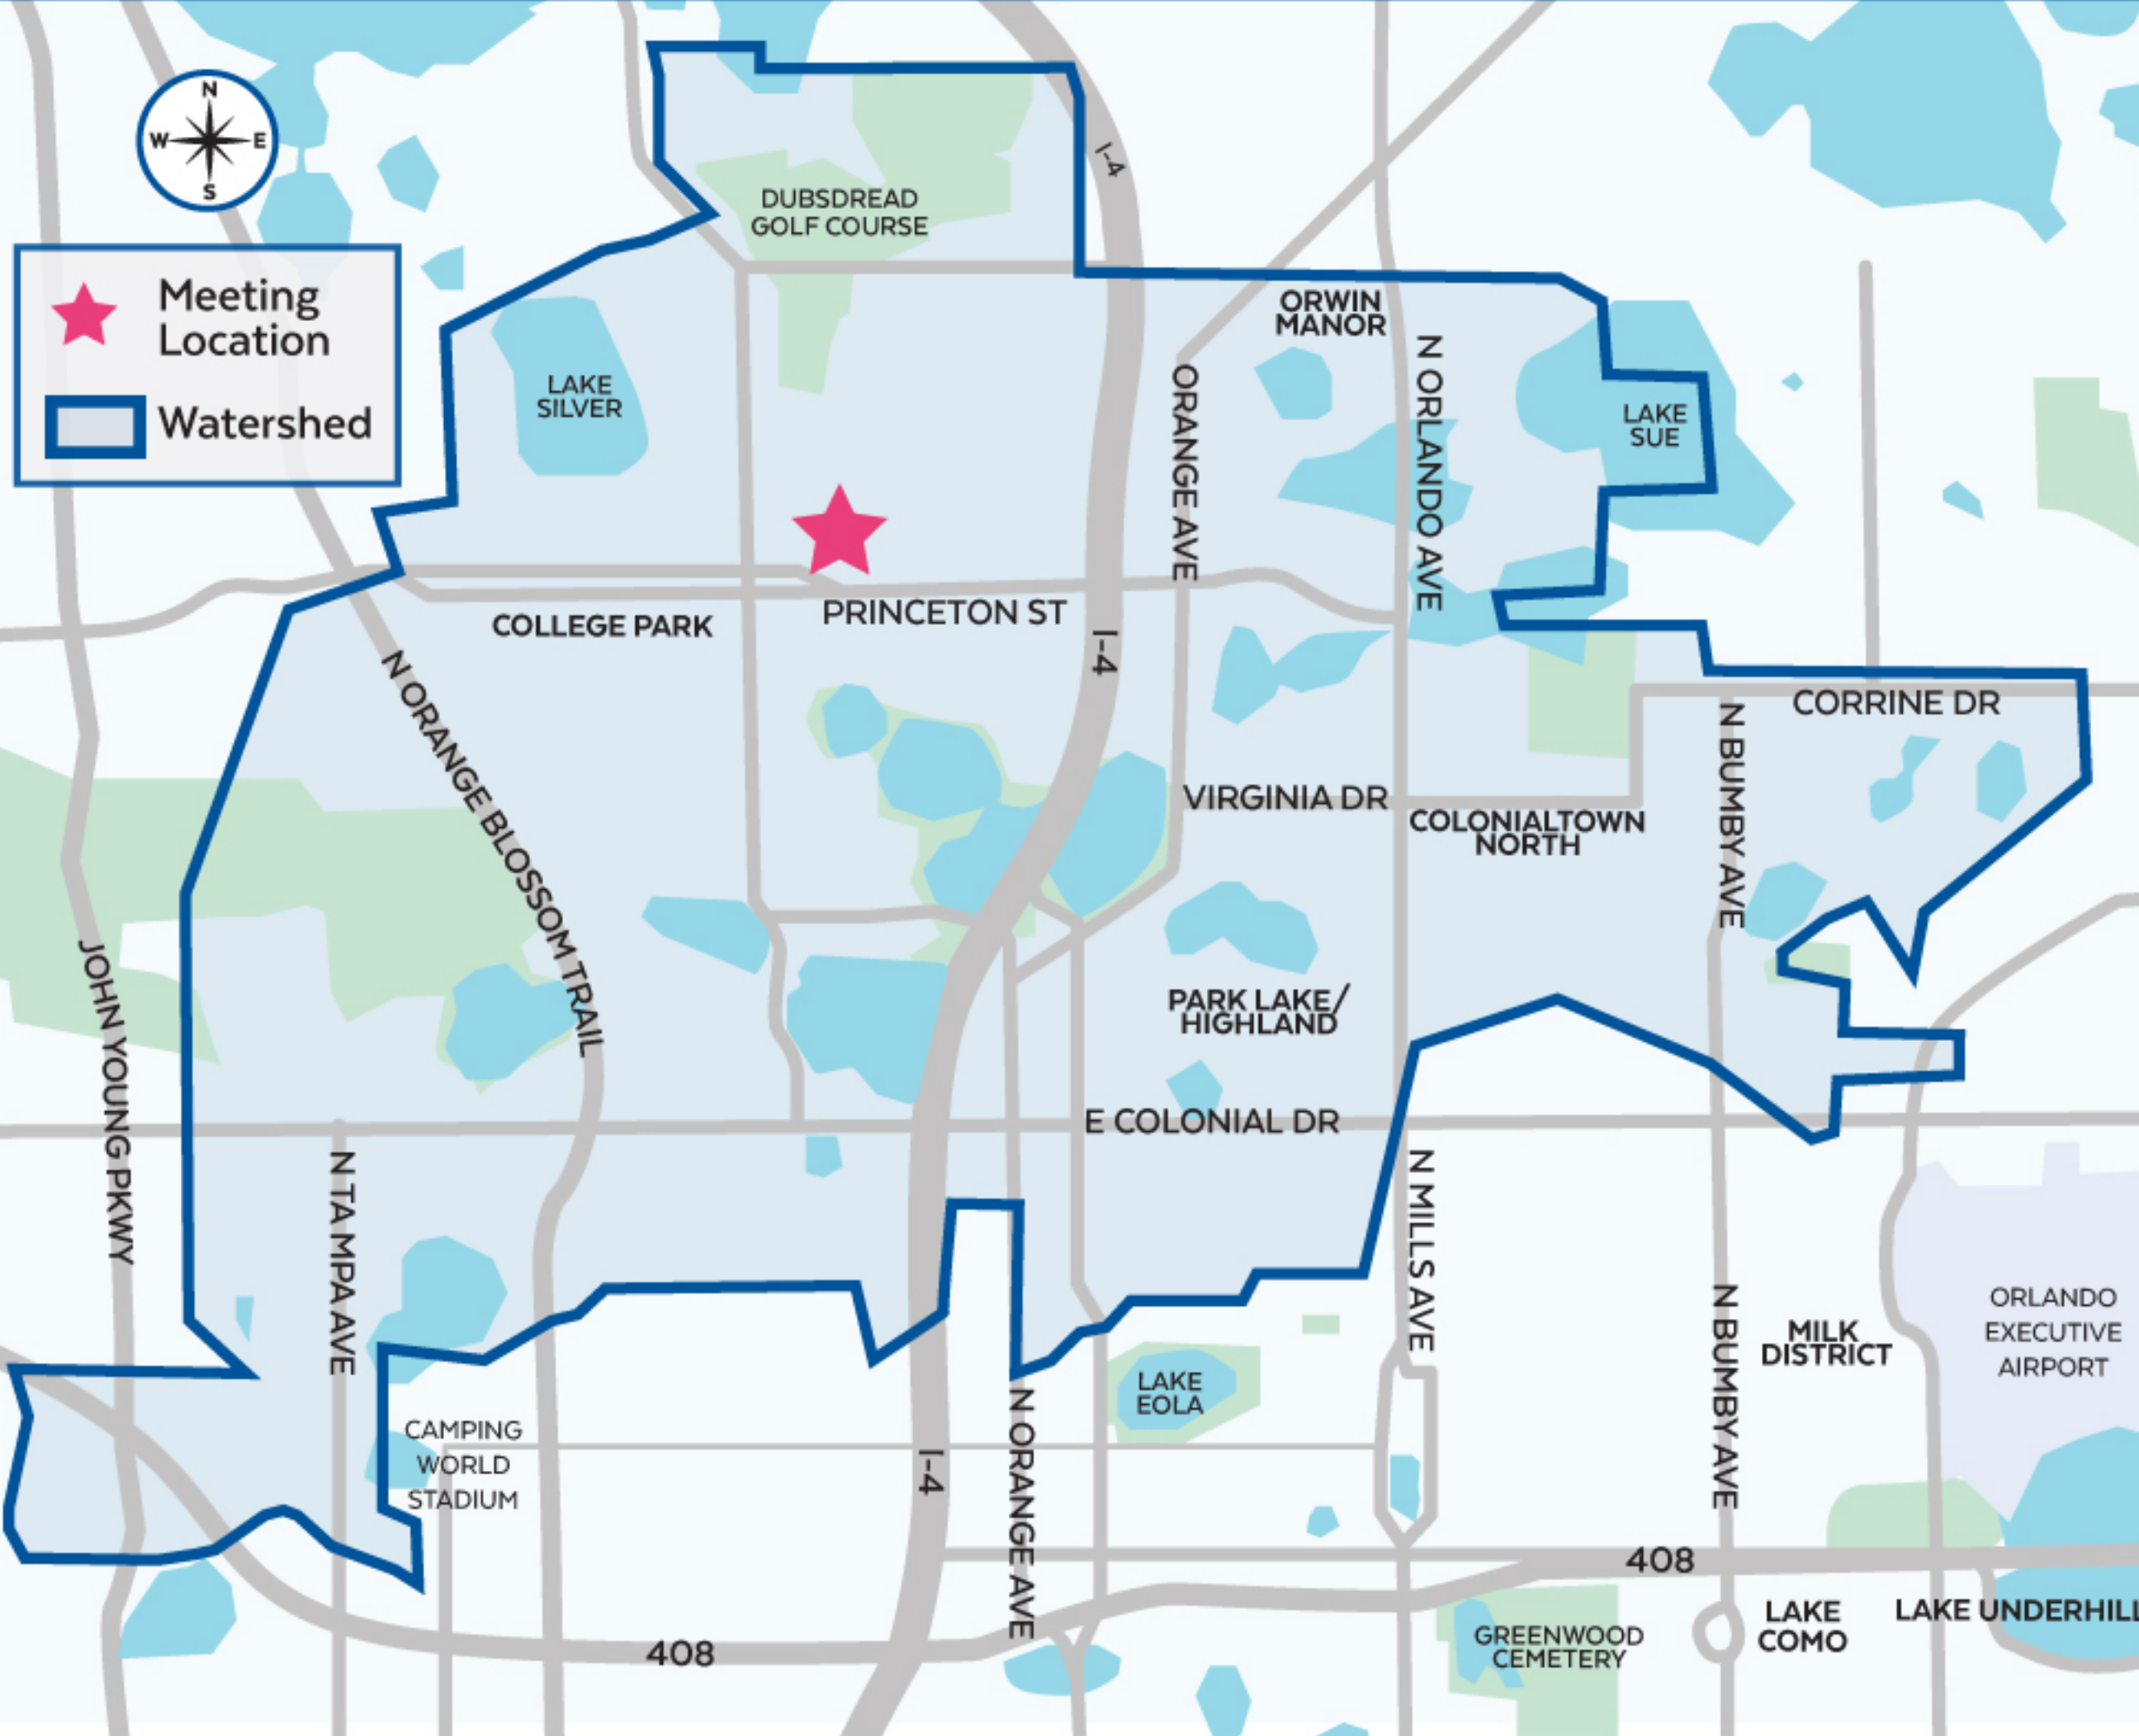 N
W E
S
I-4
DUBSDREAD
GOLF COURSE
Meeting
Location
Watershed
ORWIN
MANOR
LAKE
SILVER
ORANGE AVE
N ORLANDO AVE
LAKE
SUE
COLLEGE PARK
PRINCETON ST
I-4
N ORANGE BLOSSOM TRAIL
CORRINE DR
N BUMBY AVE
VIRGINIA DR
COLONIALTOWN
NORTH
JOHN YOUNG PKWY
PARK LAKE/
HIGHLAND
E COLONIAL DR
N TAMPA AVE
N MILLS AVE
N BUMBY AVE
MILK
DISTRICT
ORLANDO
EXECUTIVE
AIRPORT
LAKE
EOLA
CAMPING
WORLD
STADIUM
I-4
N ORANGE AVE
408
408
GREENWOOD
CEMETERY
LAKE
COMO
LAKE UNDERHILL